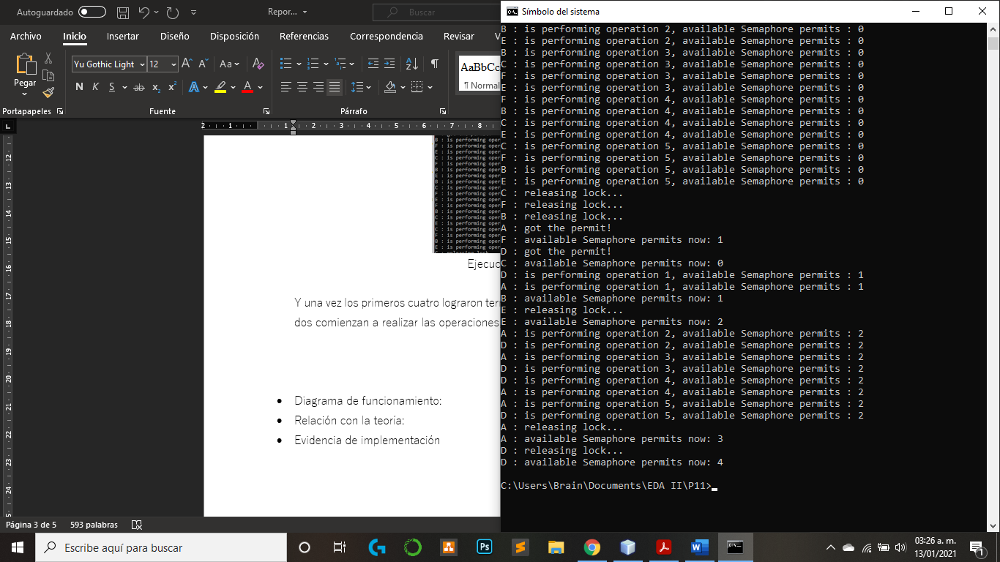 Autoguardado
Repor...
Buscar
Archivo Inicio Insertar Diseño Disposición Referencias Correspondencia Revisar V
Pegar
Yu Gothic Light 12
N K S ab x₂ x²
AaBbCc
¶ Normal
Portapapeles Fuente Párrafo
2 1 1 2 3 4 5 6 7 8
Ejecuc
Y una vez los primeros cuatro lograron ter
dos comienzan a realizar las operaciones
• Diagrama de funcionamiento:
• Relación con la teoría:
• Evidencia de implementación
Página 3 de 5 593 palabras
Símbolo del sistema
B : is performing operation 2, available Semaphore permits : 0
E : is performing operation 2, available Semaphore permits : 0
B : is performing operation 3, available Semaphore permits : 0
C : is performing operation 3, available Semaphore permits : 0
F : is performing operation 3, available Semaphore permits : 0
E : is performing operation 3, available Semaphore permits : 0
F : is performing operation 4, available Semaphore permits : 0
B : is performing operation 4, available Semaphore permits : 0
C : is performing operation 4, available Semaphore permits : 0
E : is performing operation 4, available Semaphore permits : 0
C : is performing operation 5, available Semaphore permits : 0
F : is performing operation 5, available Semaphore permits : 0
B : is performing operation 5, available Semaphore permits : 0
E : is performing operation 5, available Semaphore permits : 0
C : releasing lock...
F : releasing lock...
B : releasing lock...
A : got the permit!
F : available Semaphore permits now: 1
D : got the permit!
C : available Semaphore permits now: 0
D : is performing operation 1, available Semaphore permits : 1
A : is performing operation 1, available Semaphore permits : 1
B : available Semaphore permits now: 1
E : releasing lock...
E : available Semaphore permits now: 2
A : is performing operation 2, available Semaphore permits : 2
D : is performing operation 2, available Semaphore permits : 2
A : is performing operation 3, available Semaphore permits : 2
D : is performing operation 3, available Semaphore permits : 2
D : is performing operation 4, available Semaphore permits : 2
A : is performing operation 4, available Semaphore permits : 2
A : is performing operation 5, available Semaphore permits : 2
D : is performing operation 5, available Semaphore permits : 2
A : releasing lock...
A : available Semaphore permits now: 3
D : releasing lock...
D : available Semaphore permits now: 4
C:\Users\Brain\Documents\EDA II\P11>
Escribe aquí para buscar
03:26 a. m.
13/01/2021